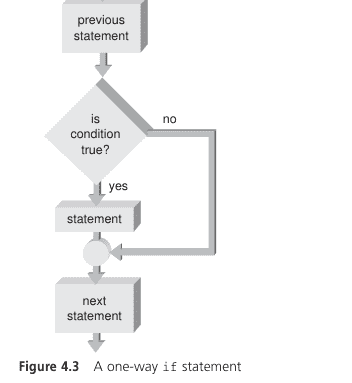 previous
statement
is
condition
true?
no
yes
statement
next
statement
Figure 4.3 A one-way if statement